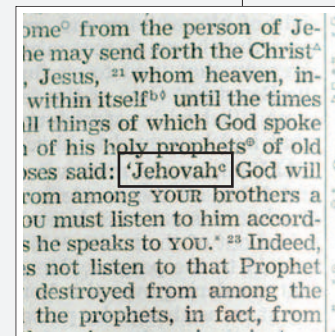 ome° from the person of Je-
he may send forth the Christᐞ
, Jesus, ²¹ whom heaven, in-
within itselfᵇ◊ until the times
ll things of which God spoke
of his holy prophets⊕ of old
oses said: ‘Jehovahᶜ God will
rom among YOUR brothers a
OU must listen to him accord-
s he speaks to YOU.* ²³ Indeed,
s not listen to that Prophet
destroyed from among the
the prophets, in fact, from